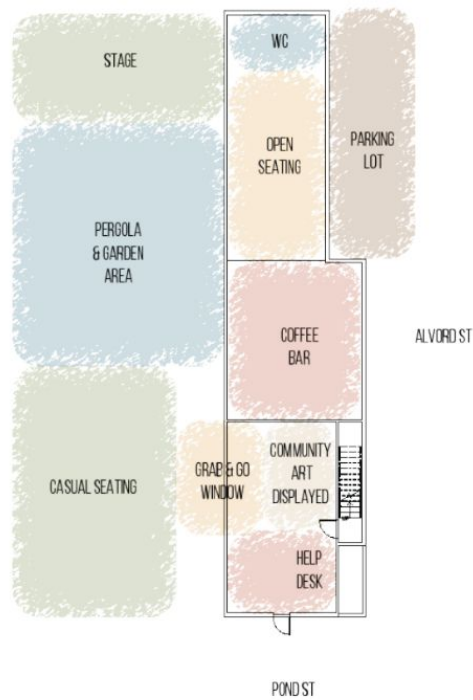 STAGE
WC
OPEN
SEATING
PARKING
LOT
PERGOLA
& GARDEN
AREA
COFFEE
BAR
ALVORD ST
CASUAL SEATING
GRAB & GO
WINDOW
COMMUNITY
ART
DISPLAYED
HELP
DESK
POND ST